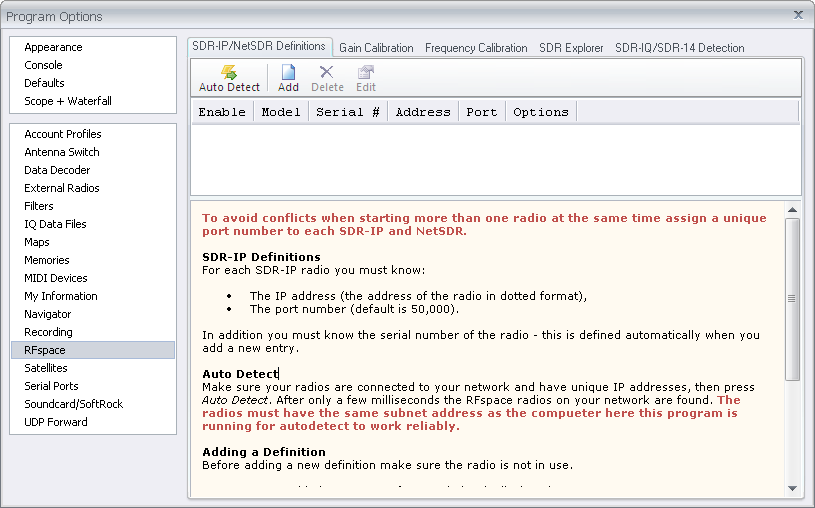 Program Options
Appearance
Console
Defaults
Scope + Waterfall
Account Profiles
Antenna Switch
Data Decoder
External Radios
Filters
IQ Data Files
Maps
Memories
MIDI Devices
My Information
Navigator
Recording
RFspace
Satellites
Serial Ports
Soundcard/SoftRock
UDP Forward
SDR-IP/NetSDR Definitions Gain Calibration Frequency Calibration SDR Explorer SDR-IQ/SDR-14 Detection
Auto Detect Add Delete Edit
Enable Model Serial # Address Port Options
To avoid conflicts when starting more than one radio at the same time assign a unique
port number to each SDR-IP and NetSDR.
SDR-IP Definitions
For each SDR-IP radio you must know:
• The IP address (the address of the radio in dotted format),
• The port number (default is 50,000).
In addition you must know the serial number of the radio - this is defined automatically when you
add a new entry.
Auto Detect
Make sure your radios are connected to your network and have unique IP addresses, then press
Auto Detect. After only a few milliseconds the RFspace radios on your network are found. The
radios must have the same subnet address as the compueter here this program is
running for autodetect to work reliably.
Adding a Definition
Before adding a new definition make sure the radio is not in use.